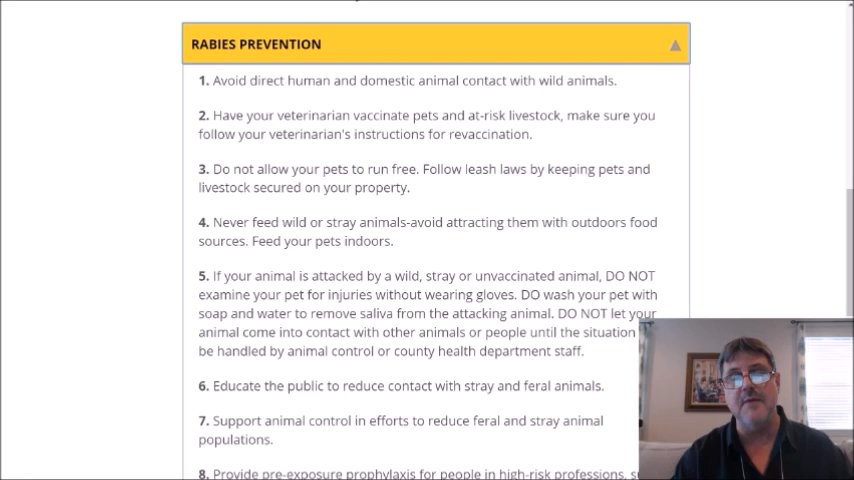 RABIES PREVENTION
1. Avoid direct human and domestic animal contact with wild animals.
2. Have your veterinarian vaccinate pets and at-risk livestock, make sure you
follow your veterinarian's instructions for revaccination.
3. Do not allow your pets to run free. Follow leash laws by keeping pets and
livestock secured on your property.
4. Never feed wild or stray animals-avoid attracting them with outdoors food
sources. Feed your pets indoors.
5. If your animal is attacked by a wild, stray or unvaccinated animal, DO NOT
examine your pet for injuries without wearing gloves. DO wash your pet with
soap and water to remove saliva from the attacking animal. DO NOT let your
animal come into contact with other animals or people until the situation
be handled by animal control or county health department staff.
6. Educate the public to reduce contact with stray and feral animals.
7. Support animal control in efforts to reduce feral and stray animal
populations.
8. Provide pre-exposure prophylaxis for people in high-risk professions,